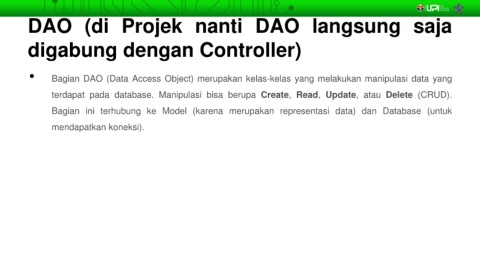 UPI
DAO (di Projek nanti DAO langsung saja
digabung dengan Controller)
• Bagian DAO (Data Access Object) merupakan kelas-kelas yang melakukan manipulasi data yang
terdapat pada database. Manipulasi bisa berupa Create, Read, Update, atau Delete (CRUD).
Bagian ini terhubung ke Model (karena merupakan representasi data) dan Database (untuk
mendapatkan koneksi).